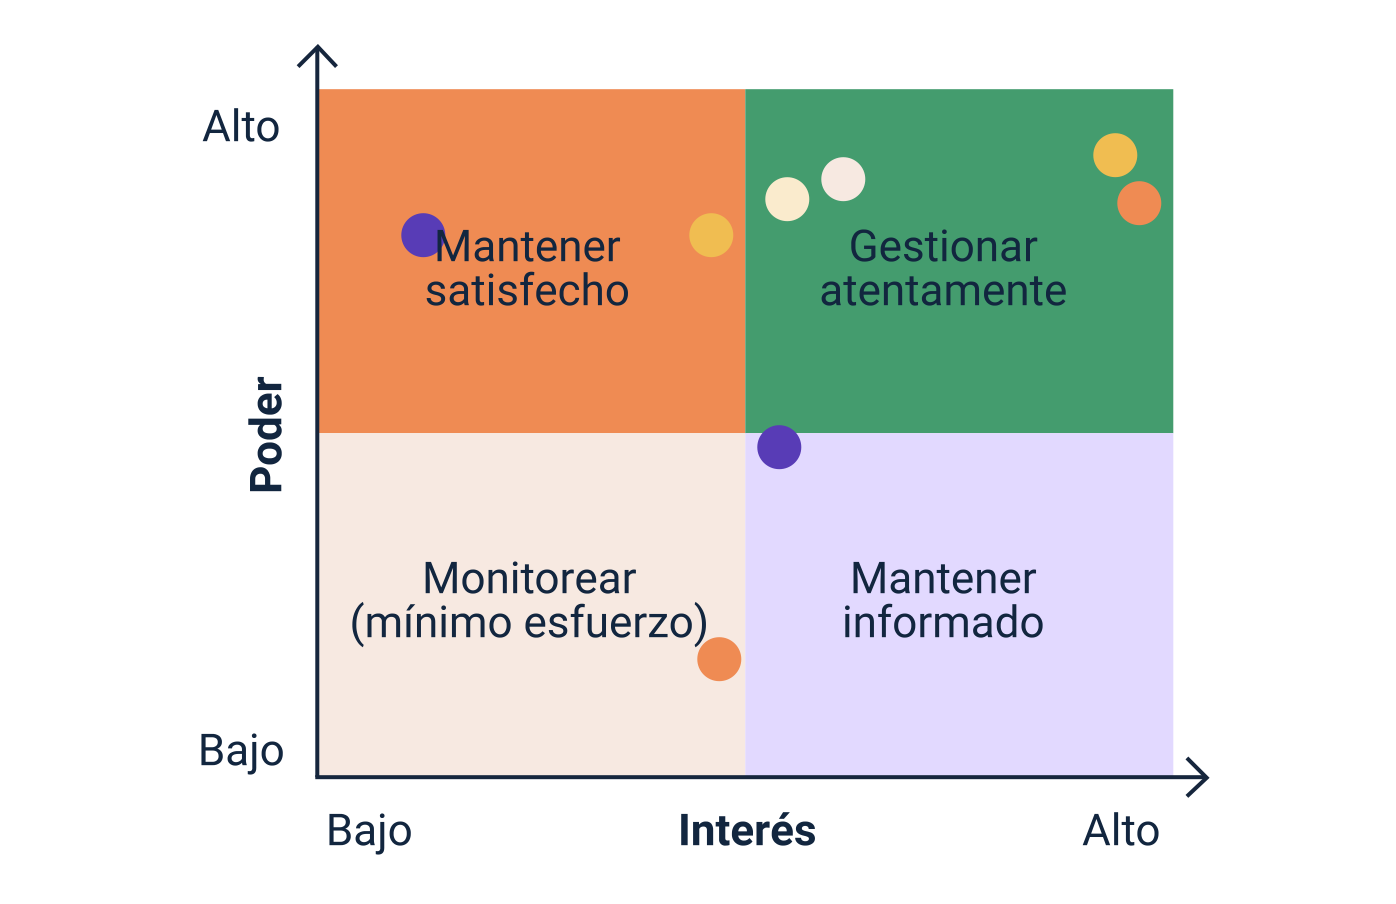 Alto
Mantener
satisfecho
Gestionar
atentamente
Poder
Monitorear
(mínimo esfuerzo)
Mantener
informado
Bajo
Bajo
Interés
Alto